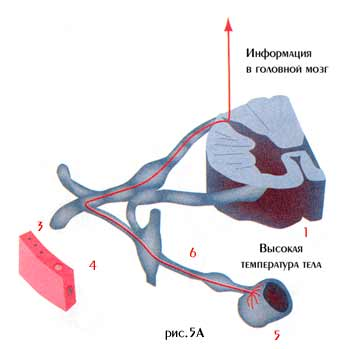 Информация
в головной мозг
1
3
Высокая
температура тела
4
6
рис.5А
5